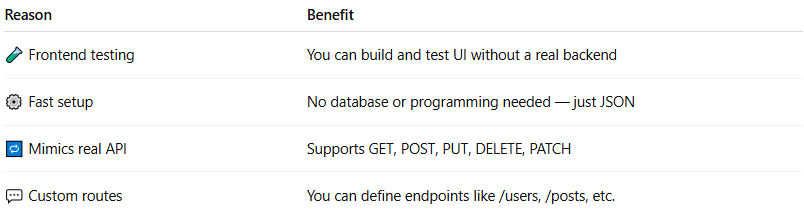 Reason Benefit
🧪 Frontend testing You can build and test UI without a real backend
⚙️ Fast setup No database or programming needed — just JSON
🔁 Mimics real API Supports GET, POST, PUT, DELETE, PATCH
💬 Custom routes You can define endpoints like /users, /posts, etc.